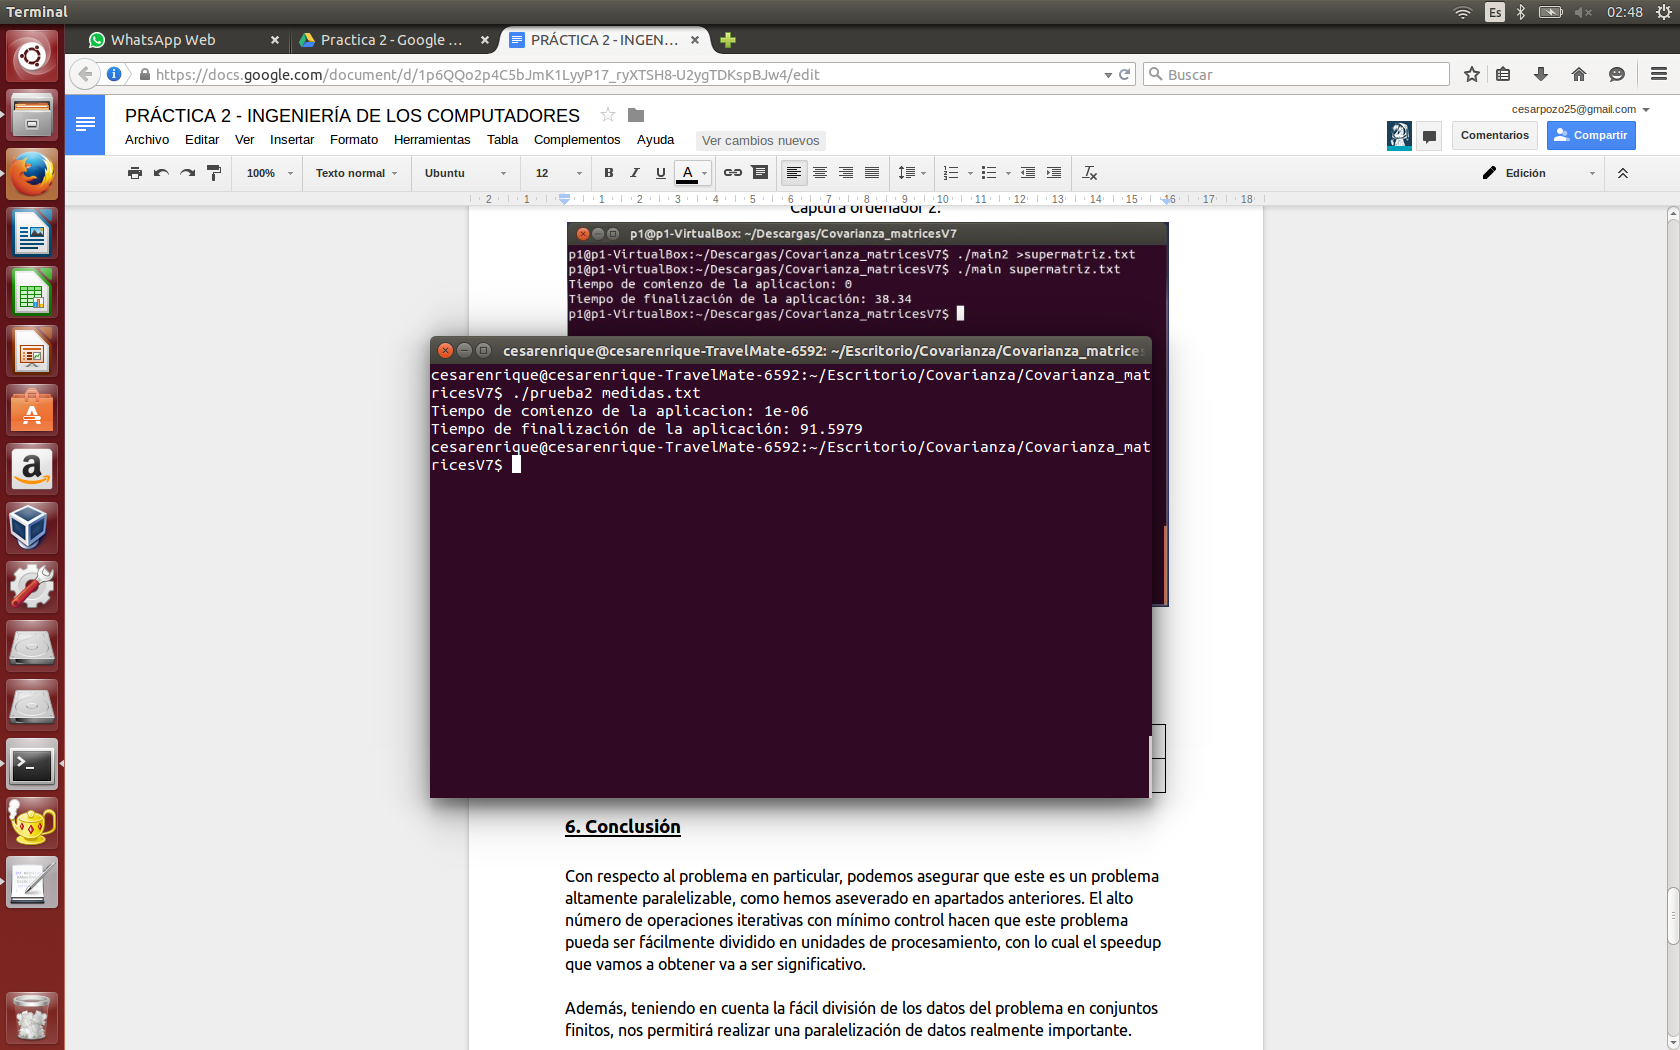 Terminal
Es
02:48
WhatsApp Web
Practica 2 - Google ...
PRÁCTICA 2 - INGEN...
https://docs.google.com/document/d/1p6QQo2p4C5bJmK1LyyP17_ryXTSH8-U2ygTDKspBJw4/edit
Buscar
PRÁCTICA 2 - INGENIERÍA DE LOS COMPUTADORES
cesarpozo25@gmail.com
Archivo Editar Ver Insertar Formato Herramientas Tabla Complementos Ayuda Ver cambios nuevos
Comentarios
Compartir
100% Texto normal Ubuntu 12 B I U A Edición
2 1 1 2 3 4 5 6 7 8 9 10 11 12 13 14 15 16 17 18
Captura ordenador 2:
p1@p1-VirtualBox: ~/Descargas/Covarianza_matricesV7
p1@p1-VirtualBox:~/Descargas/Covarianza_matricesV7$ ./main2 >supermatriz.txt
p1@p1-VirtualBox:~/Descargas/Covarianza_matricesV7$ ./main supermatriz.txt
Tiempo de comienzo de la aplicacion: 0
Tiempo de finalización de la aplicación: 38.34
p1@p1-VirtualBox:~/Descargas/Covarianza_matricesV7$
cesarenrique@cesarenrique-TravelMate-6592: ~/Escritorio/Covarianza/Covarianza_matrices
cesarenrique@cesarenrique-TravelMate-6592:~/Escritorio/Covarianza/Covarianza_mat
ricesV7$ ./prueba2 medidas.txt
Tiempo de comienzo de la aplicacion: 1e-06
Tiempo de finalización de la aplicación: 91.5979
cesarenrique@cesarenrique-TravelMate-6592:~/Escritorio/Covarianza/Covarianza_mat
ricesV7$
6. Conclusión
Con respecto al problema en particular, podemos asegurar que este es un problema
altamente paralelizable, como hemos aseverado en apartados anteriores. El alto
número de operaciones iterativas con mínimo control hacen que este problema
pueda ser fácilmente dividido en unidades de procesamiento, con lo cual el speedup
que vamos a obtener va a ser significativo.
Además, teniendo en cuenta la fácil división de los datos del problema en conjuntos
finitos, nos permitirá realizar una paralelización de datos realmente importante.